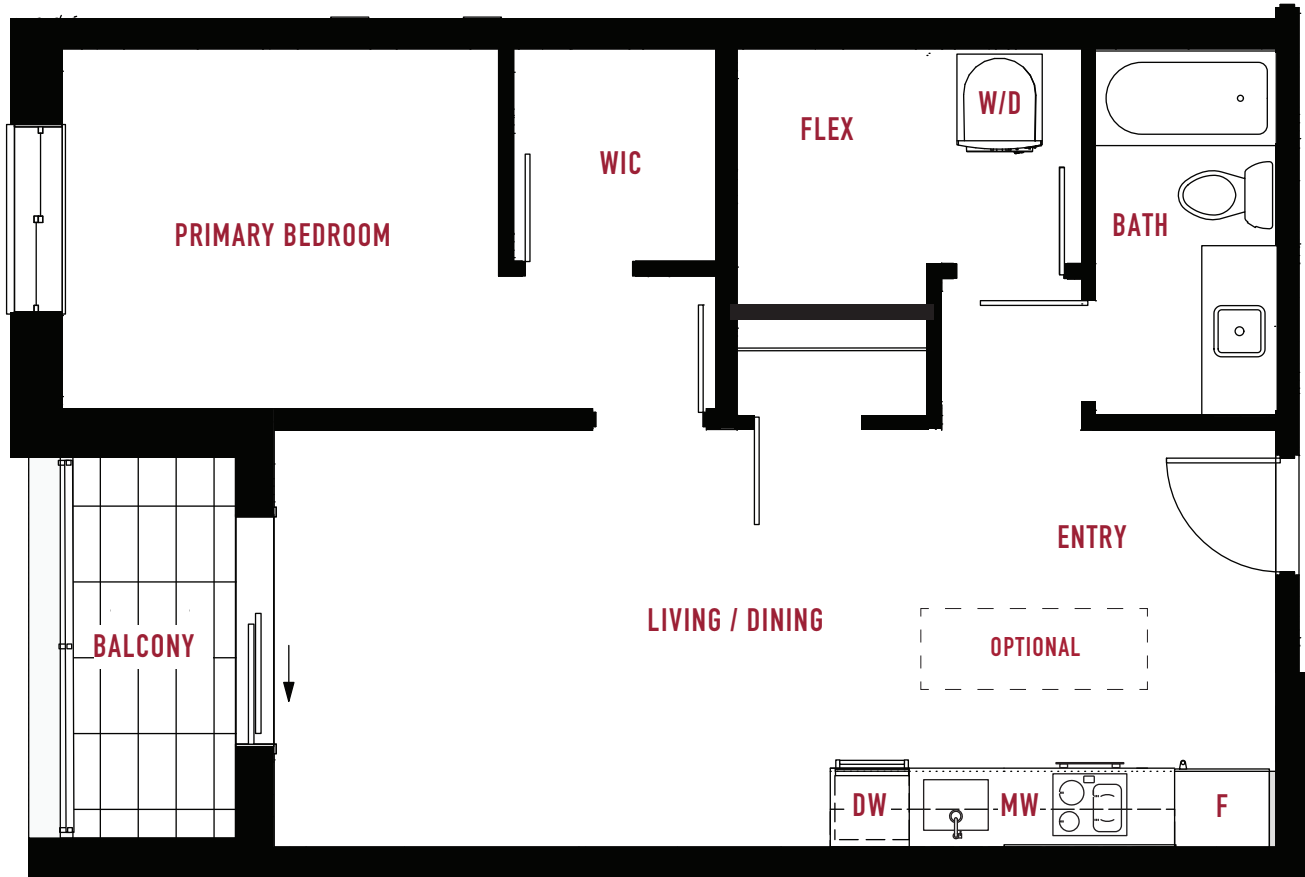 W/D
FLEX
WIC
BATH
PRIMARY BEDROOM
ENTRY
LIVING / DINING
BALCONY
OPTIONAL
DW
MW
F